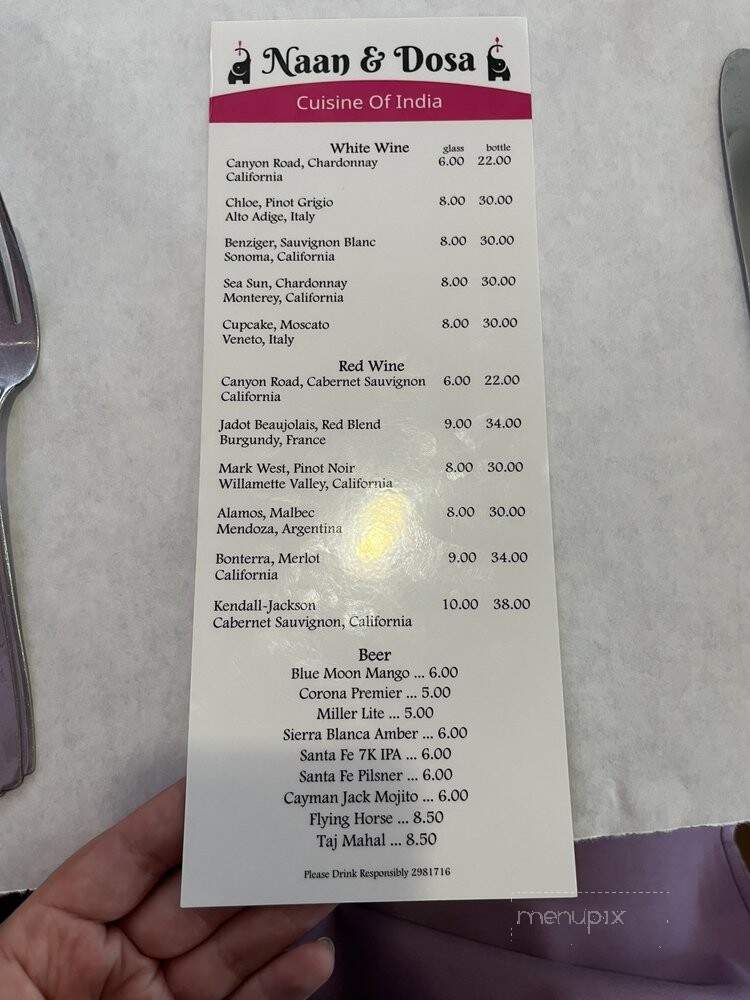 Naan & Dosa
Cuisine Of India
White Wine glass bottle
Canyon Road, Chardonnay 6.00 22.00
California
Chloe, Pinot Grigio 8.00 30.00
Alto Adige, Italy
Benziger, Sauvignon Blanc 8.00 30.00
Sonoma, California
Sea Sun, Chardonnay 8.00 30.00
Monterey, California
Cupcake, Moscato 8.00 30.00
Veneto, Italy
Red Wine
Canyon Road, Cabernet Sauvignon 6.00 22.00
California
Jadot Beaujolais, Red Blend 9.00 34.00
Burgundy, France
Mark West, Pinot Noir 8.00 30.00
Willamette Valley, California
Alamos, Malbec 8.00 30.00
Mendoza, Argentina
Bonterra, Merlot 9.00 34.00
California
Kendall-Jackson 10.00 38.00
Cabernet Sauvignon, California
Beer
Blue Moon Mango ... 6.00
Corona Premier ... 5.00
Miller Lite ... 5.00
Sierra Blanca Amber ... 6.00
Santa Fe 7K IPA ... 6.00
Santa Fe Pilsner ... 6.00
Cayman Jack Mojito ... 6.00
Flying Horse ... 8.50
Taj Mahal ... 8.50
Please Drink Responsibly 2981716
menupix